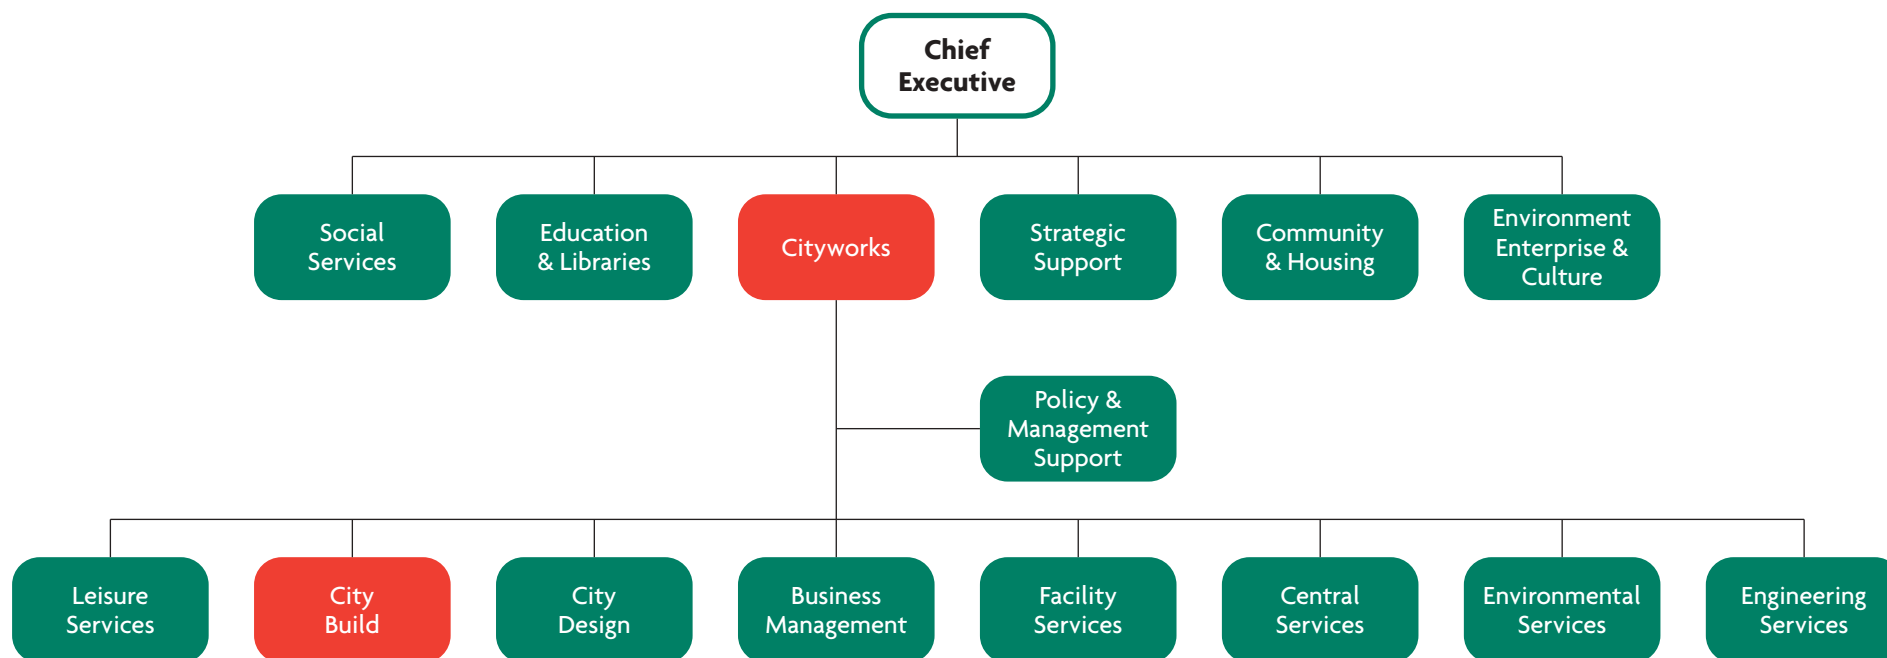 Chief
Executive
Social
Services
Education
& Libraries
Cityworks
Strategic
Support
Community
& Housing
Environment
Enterprise &
Culture
Policy &
Management
Support
Leisure
Services
City
Build
City
Design
Business
Management
Facility
Services
Central
Services
Environmental
Services
Engineering
Services